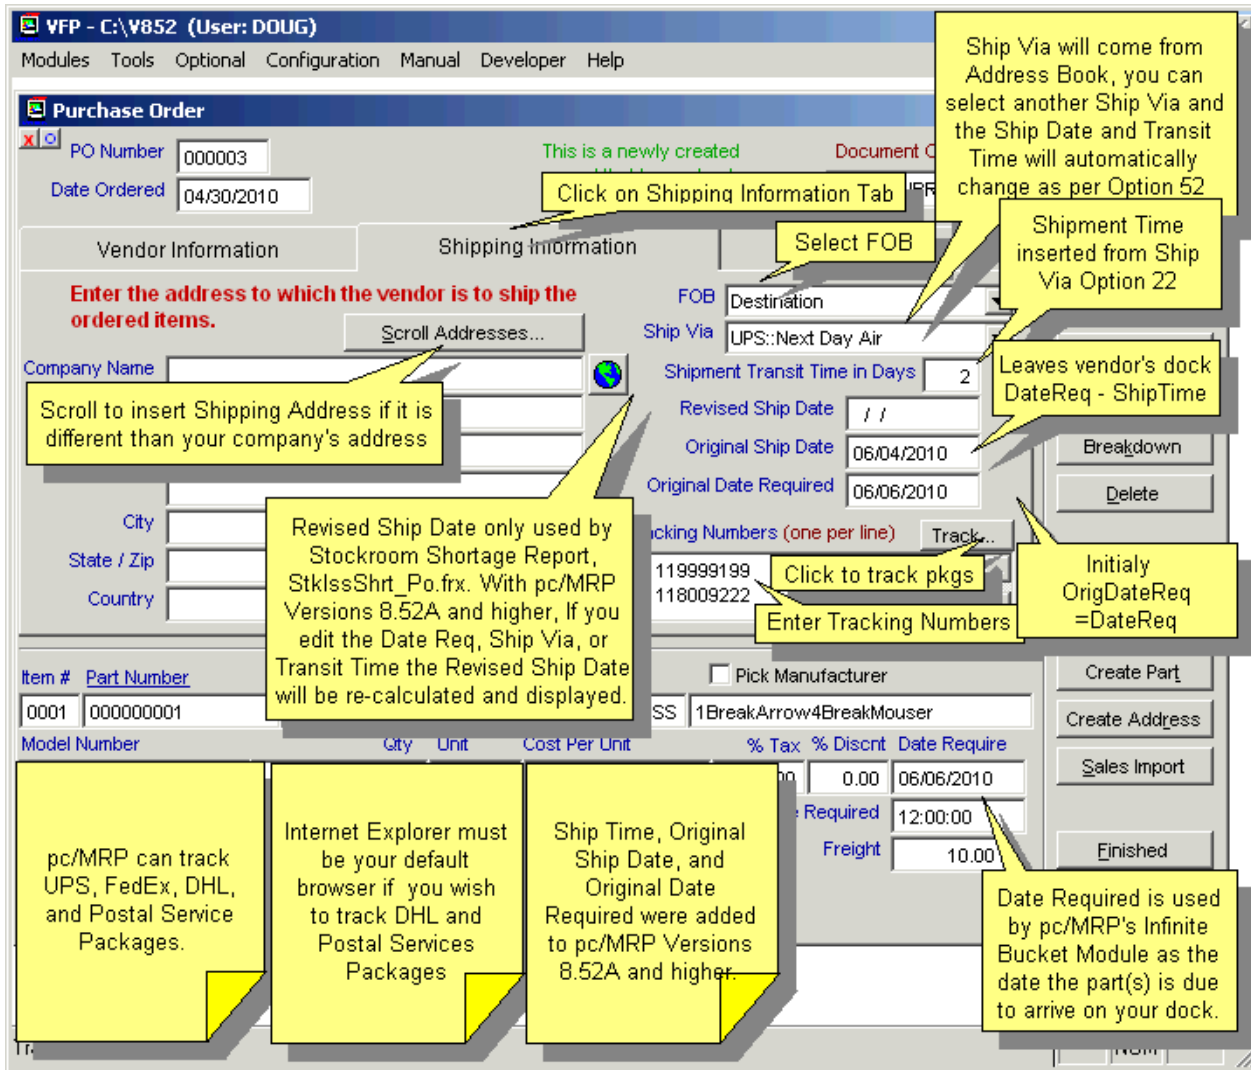 VFP - C:\V852 (User: DOUG)
Modules Tools Optional Configuration Manual Developer Help
Ship Via will come from
Address Book, you can
select another Ship Via and
the Ship Date and Transit
Time will automatically
change as per Option 52
Purchase Order
PO Number 000003
This is a newly created
Document
Date Ordered 04/30/2010
Click on Shipping Information Tab
Vendor Information
Shipping Information
Select FOB
Shipment Time
inserted from Ship
Via Option 22
Enter the address to which the vendor is to ship the
ordered items.
Scroll Addresses...
FOB Destination
Ship Via UPS::Next Day Air
Company Name
Shipment Transit Time in Days 2
Leaves vendor's dock
DateReq - ShipTime
Scroll to insert Shipping Address if it is
different than your company's address
Revised Ship Date / /
Original Ship Date 06/04/2010
Original Date Required 06/06/2010
Breakdown
Delete
City
State / Zip
Country
Revised Ship Date only used by
Stockroom Shortage Report,
StkIssShrt_Po.frx. With pc/MRP
Versions 8.52A and higher, If you
edit the Date Req, Ship Via, or
Transit Time the Revised Ship Date
will be re-calculated and displayed.
cking Numbers (one per line)
Track...
119999199
118009222
Click to track pkgs
Enter Tracking Numbers
Initialy
OrigDateReq
=DateReq
Item # Part Number
Pick Manufacturer
Create Part
0001 000000001
SS 1BreakArrow4BreakMouser
Create Address
Model Number Qty Unit Cost Per Unit % Tax % Discnt Date Require
0.00 06/06/2010
Sales Import
Required 12:00:00
Freight 10.00
Finished
pc/MRP can track
UPS, FedEx, DHL,
and Postal Service
Packages.
Internet Explorer must
be your default
browser if you wish
to track DHL and
Postal Services
Packages
Ship Time, Original
Ship Date, and
Original Date
Required were added
to pc/MRP Versions
8.52A and higher.
Date Required is used
by pc/MRP's Infinite
Bucket Module as the
date the part(s) is due
to arrive on your dock.
NUM